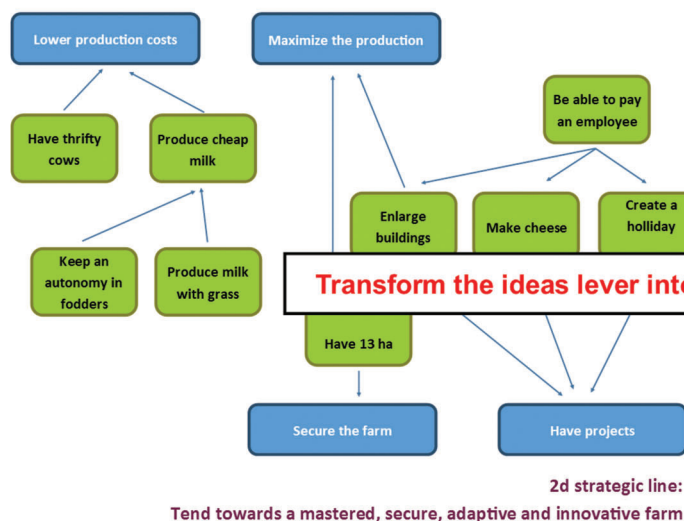 Lower production costs
Maximize the production
Be able to pay
an employee
Have thrifty
cows
Produce cheap
milk
Enlarge
buildings
Make cheese
Create a
holliday
Keep an
autonomy in
fodders
Produce milk
with grass
Transform the ideas lever into
Have 13 ha
Secure the farm
Have projects
2d strategic line:
Tend towards a mastered, secure, adaptive and innovative farm